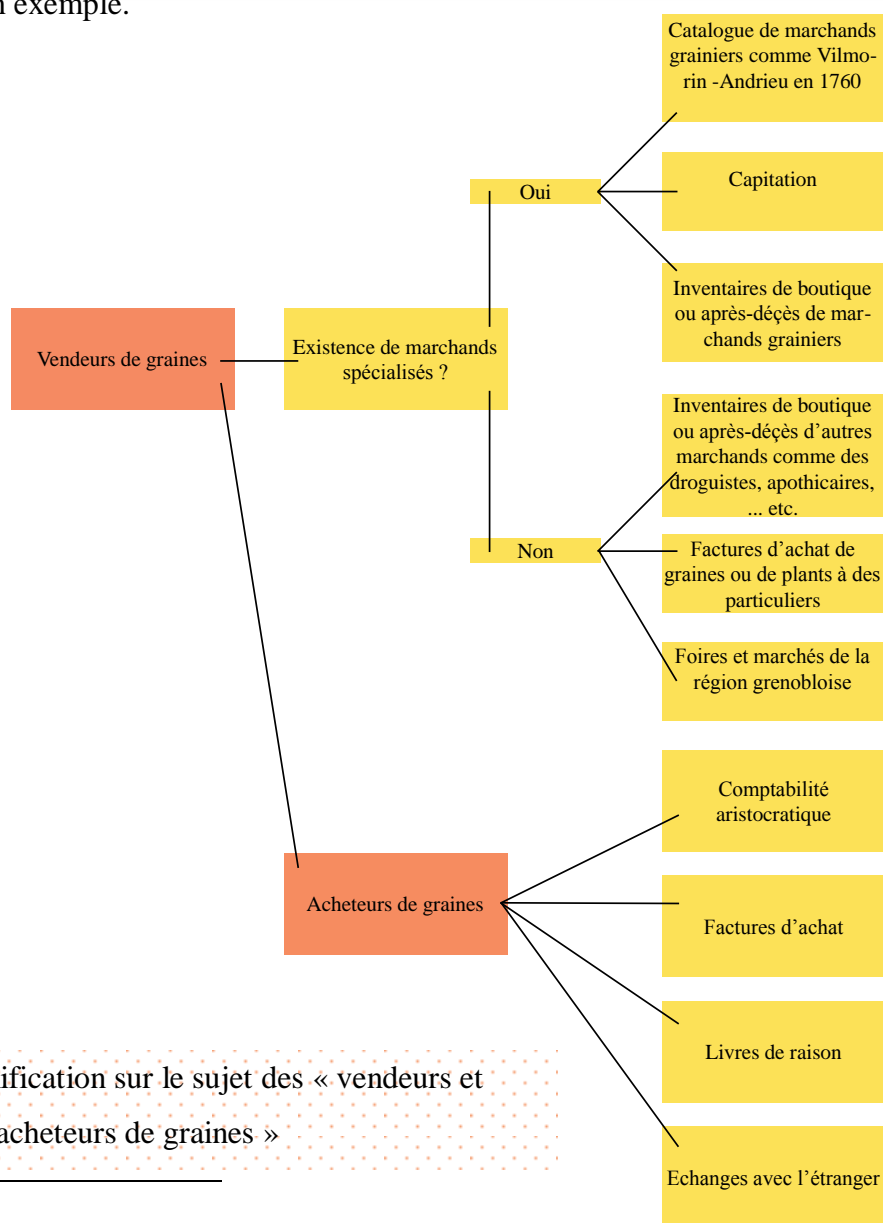 n exemple.
Catalogue de marchands
grainiers comme Vilmo-
rin -Andrieu en 1760
Oui
Capitation
Inventaires de boutique
ou après-déçès de mar-
chands grainiers
Vendeurs de graines
Existence de marchands
spécialisés ?
Inventaires de boutique
ou après-déçès d’autres
marchands comme des
droguistes, apothicaires,
... etc.
Non
Factures d’achat de
graines ou de plants à des
particuliers
Foires et marchés de la
région grenobloise
Comptabilité
aristocratique
Acheteurs de graines
Factures d’achat
Livres de raison
Echanges avec l’étranger
ification sur le sujet des « vendeurs et
acheteurs de graines »